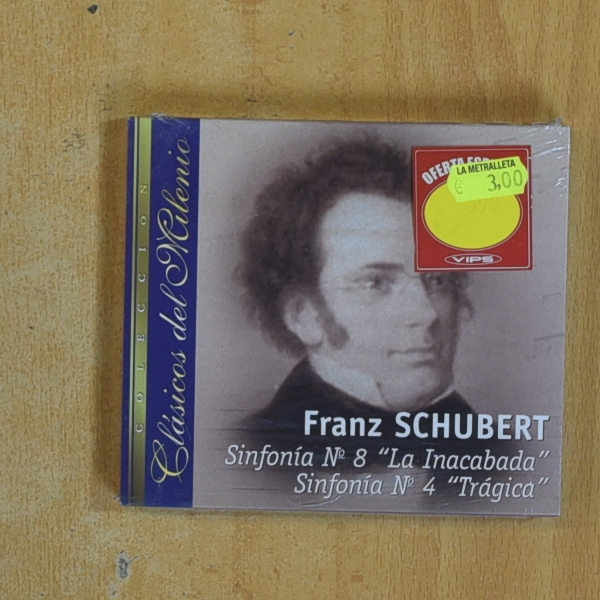 COLECCION
Clásicos del Milenio
OFERTA
LA METRALLETA
€ 3,00
VIPS
Franz SCHUBERT
Sinfonía Nº 8 “La Inacabada”
Sinfonía Nº 4 “Trágica”